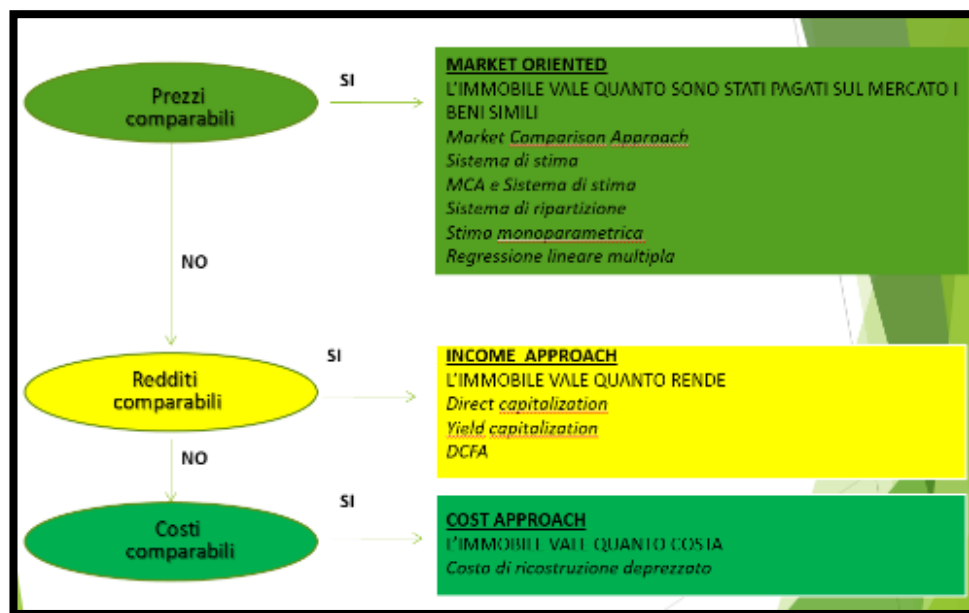 Prezzi
comparabili
SI
MARKET ORIENTED
L'IMMOBILE VALE QUANTO SONO STATI PAGATI SUL MERCATO I
BENI SIMILI
Market Comparison Approach
Sistema di stima
MCA e Sistema di stima
Sistema di ripartizione
Stima monoparametrica
Regressione lineare multipla
NO
Redditi
comparabili
SI
INCOME APPROACH
L'IMMOBILE VALE QUANTO RENDE
Direct capitalization
Yield capitalization
DCFA
NO
Costi
comparabili
SI
COST APPROACH
L'IMMOBILE VALE QUANTO COSTA
Costo di ricostruzione deprezzato